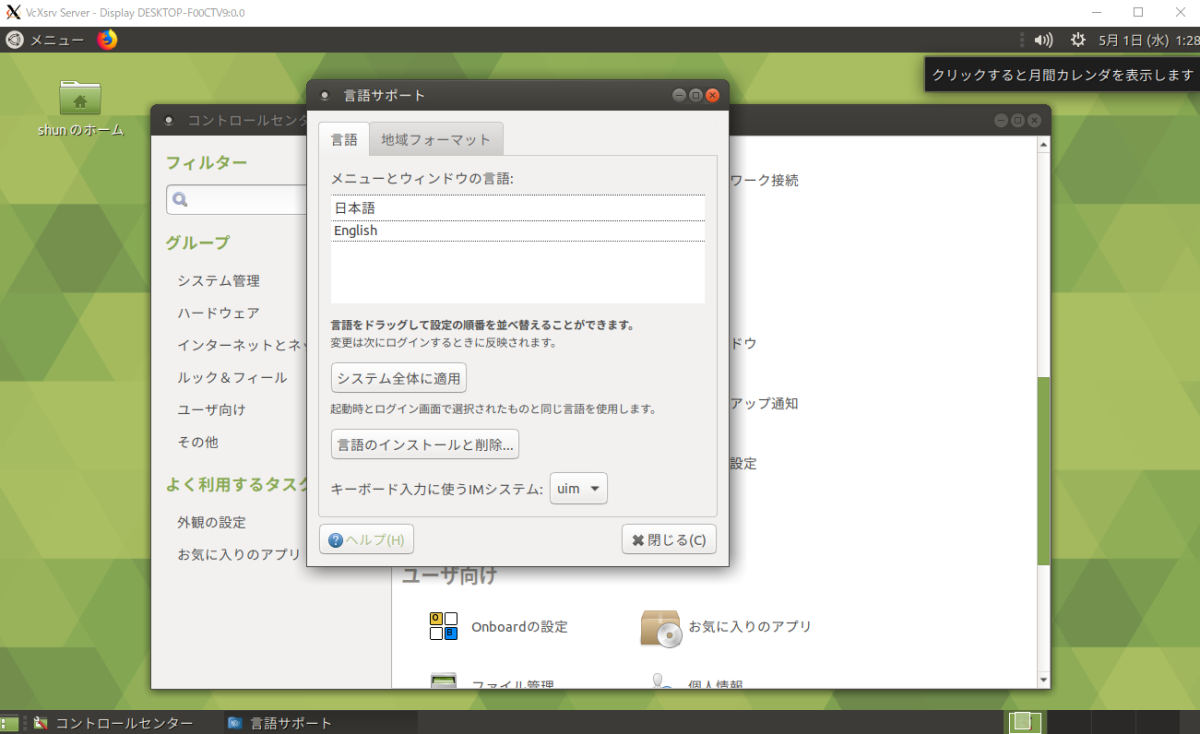 VcXsrv Server - Display DESKTOP-F00CTV9:0.0
メニュー
5月 1日 (水) 1:28
クリックすると月間カレンダを表示します
shun のホーム
コントロールセンタ
フィルター
グループ
システム管理
ハードウェア
インターネットとネッ
ルック＆フィール
ユーザ向け
その他
よく利用するタスク
外観の設定
お気に入りのアプリ
言語サポート
言語
地域フォーマット
メニューとウィンドウの言語:
日本語
English
言語をドラッグして設定の順番を並べ替えることができます。
変更は次にログインするときに反映されます。
システム全体に適用
起動時とログイン画面で選択されたものと同じ言語を使用します。
言語のインストールと削除...
キーボード入力に使うIMシステム:
uim
ヘルプ(H)
閉じる(C)
ワーク接続
ドウ
アップ通知
設定
ユーザ向け
Onboardの設定
お気に入りのアプリ
ファイル管理
個人情報
コントロールセンター
言語サポート